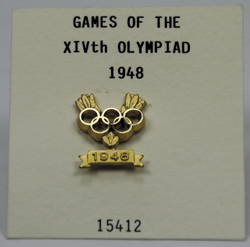 GAMES OF THE
XIVth OLYMPIAD
1948
1948
15412